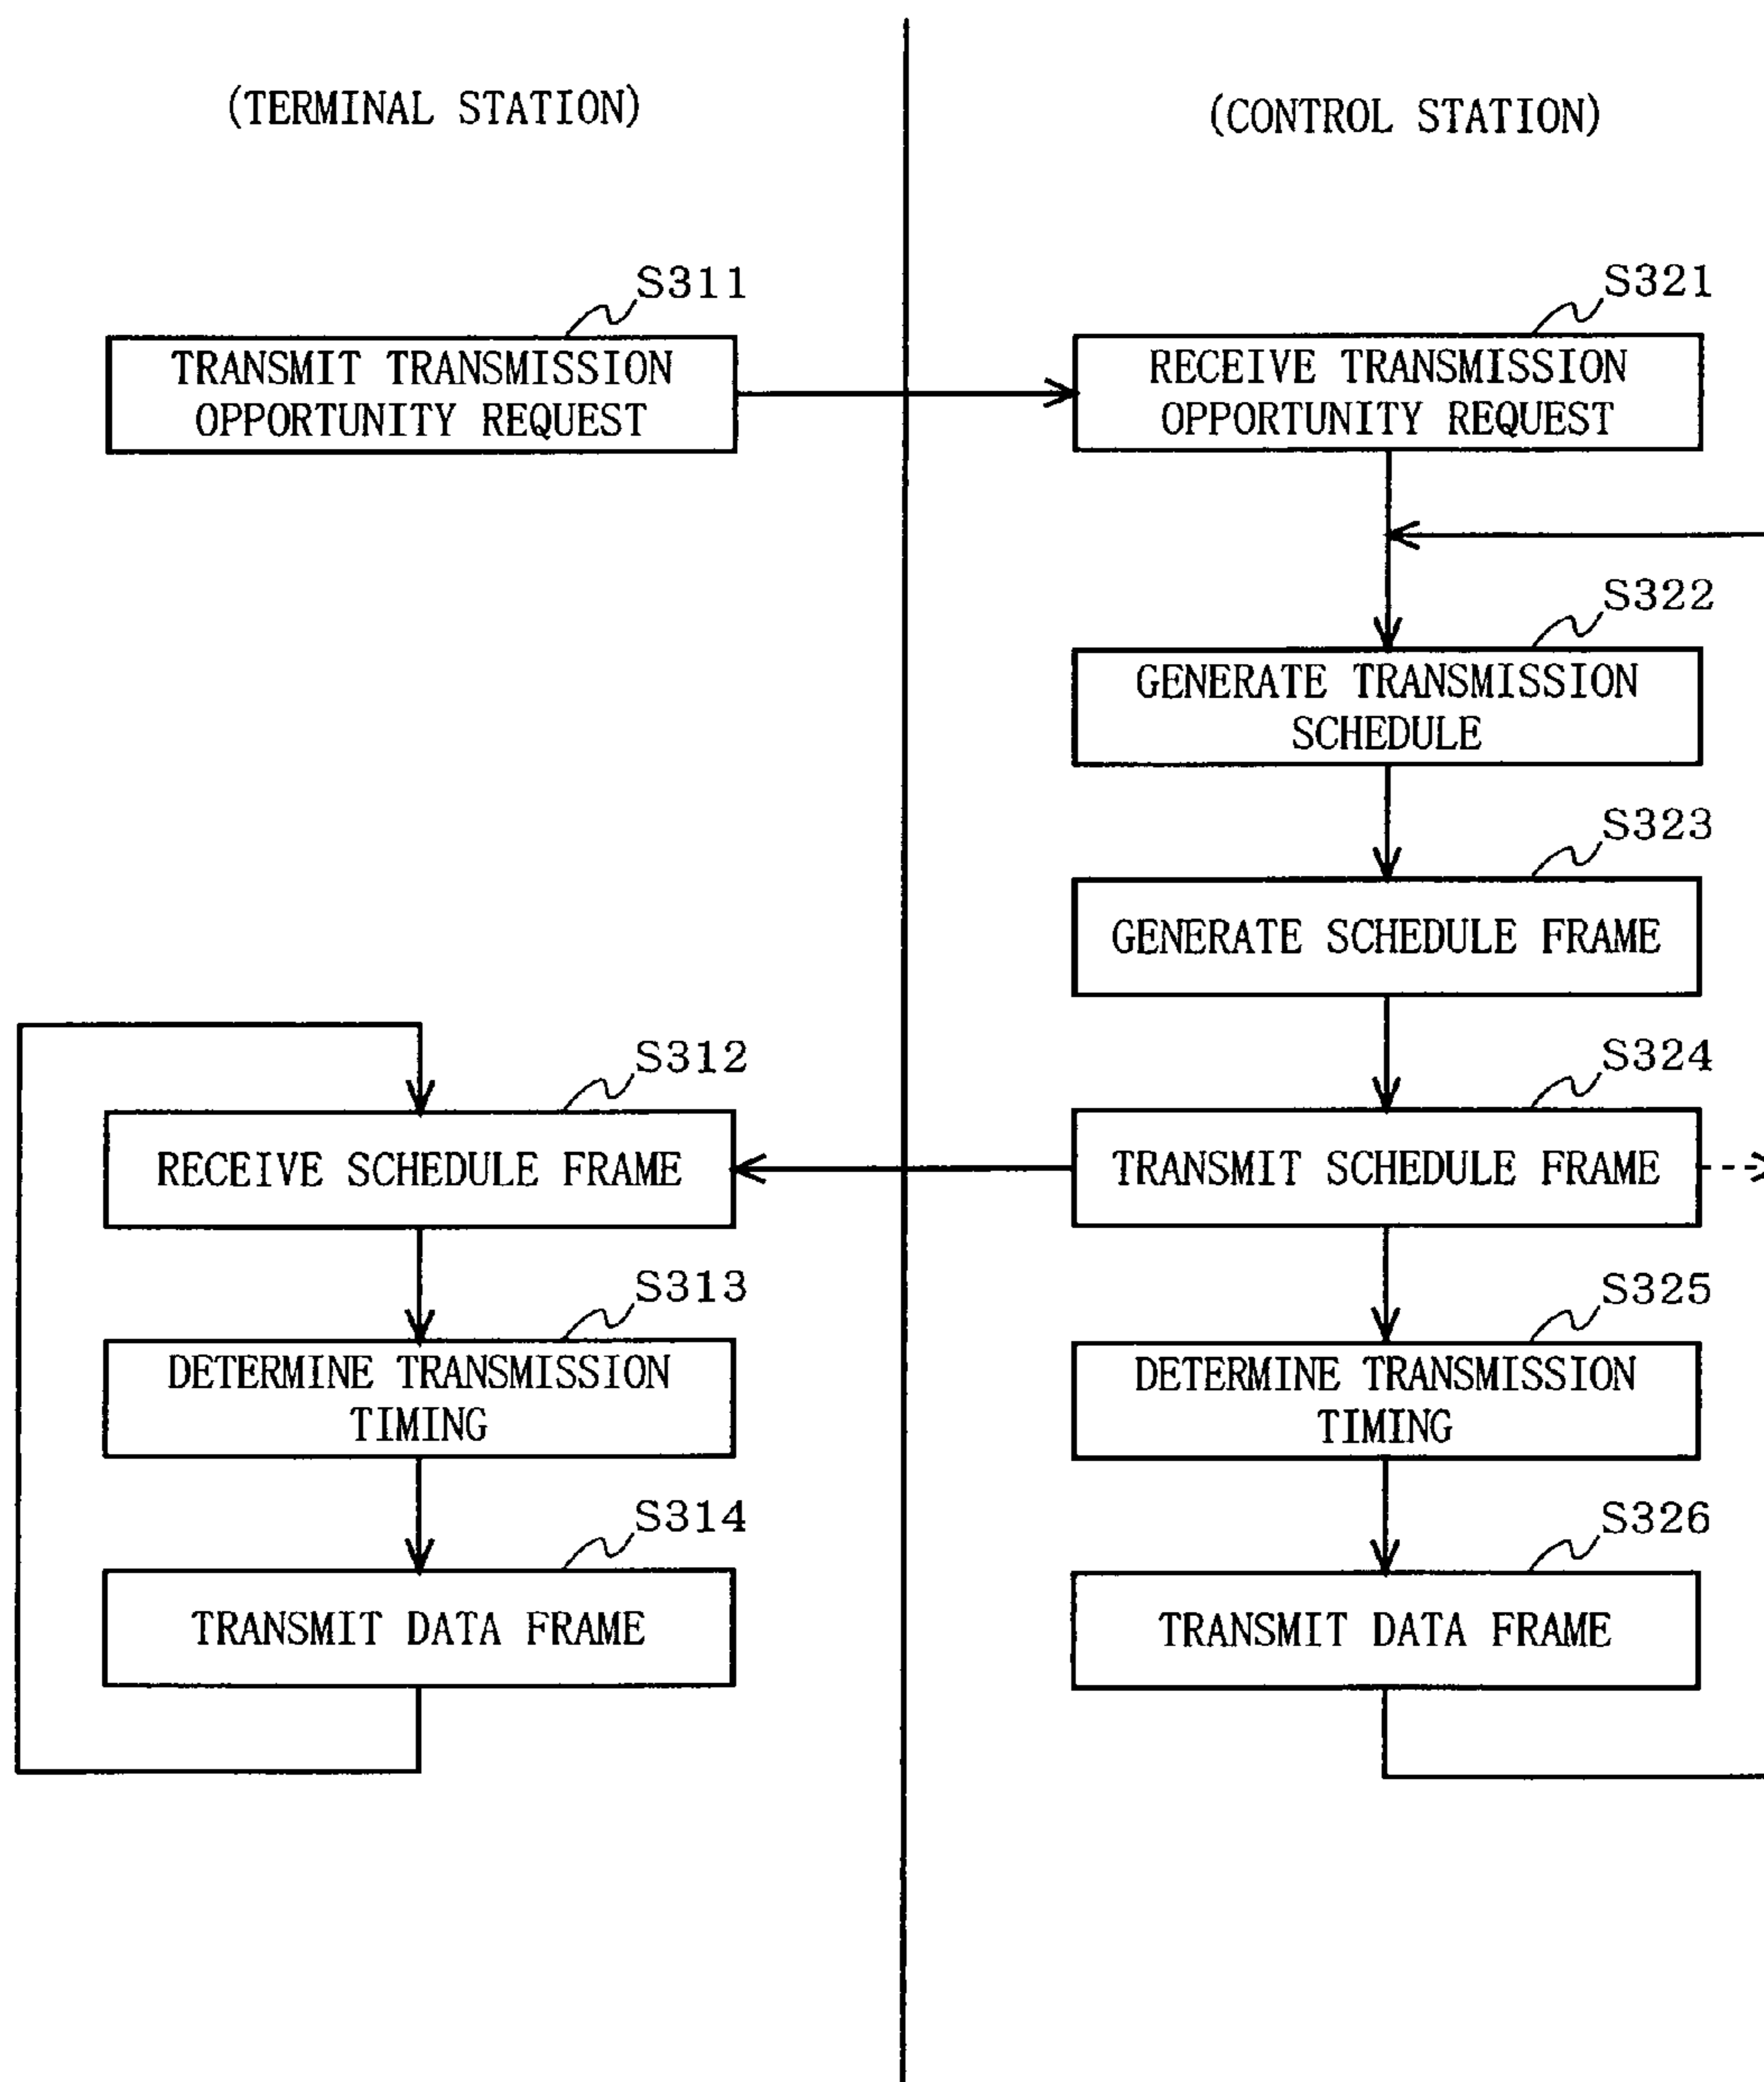 (TERMINAL STATION)
(CONTROL STATION)
S311
TRANSMIT TRANSMISSION
OPPORTUNITY REQUEST
S321
RECEIVE TRANSMISSION
OPPORTUNITY REQUEST
S322
GENERATE TRANSMISSION
SCHEDULE
S323
GENERATE SCHEDULE FRAME
S312
RECEIVE SCHEDULE FRAME
S324
TRANSMIT SCHEDULE FRAME
S313
DETERMINE TRANSMISSION
TIMING
S325
DETERMINE TRANSMISSION
TIMING
S314
TRANSMIT DATA FRAME
S326
TRANSMIT DATA FRAME